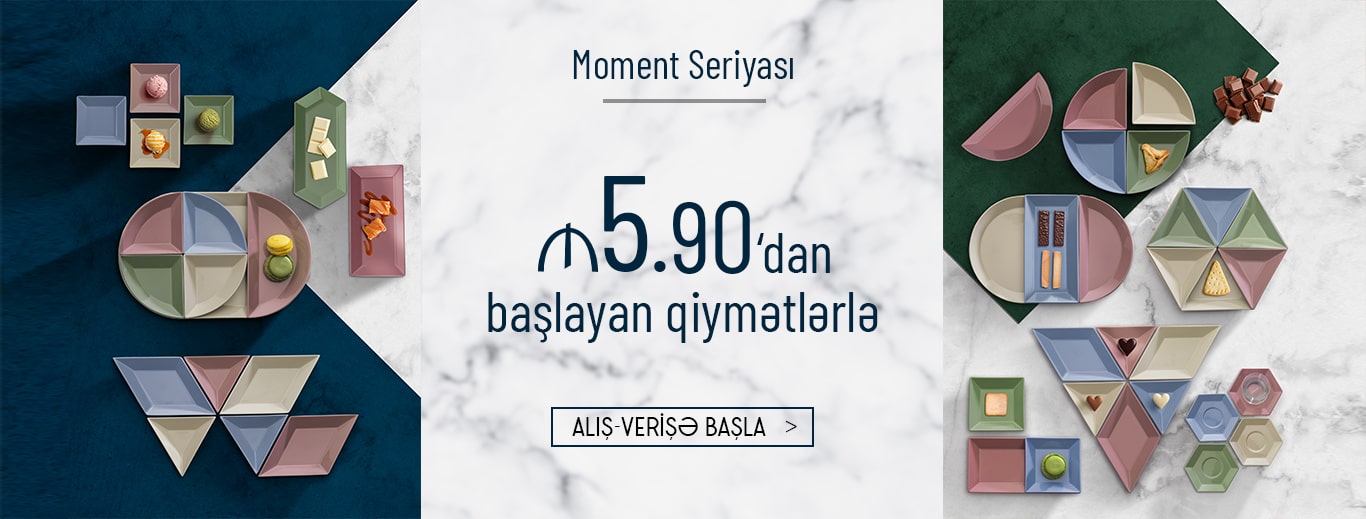 Moment Seriyası
₼5.90'dan
başlayan qiymətlərlə
ALIŞ-VERİŞƏ BAŞLA >